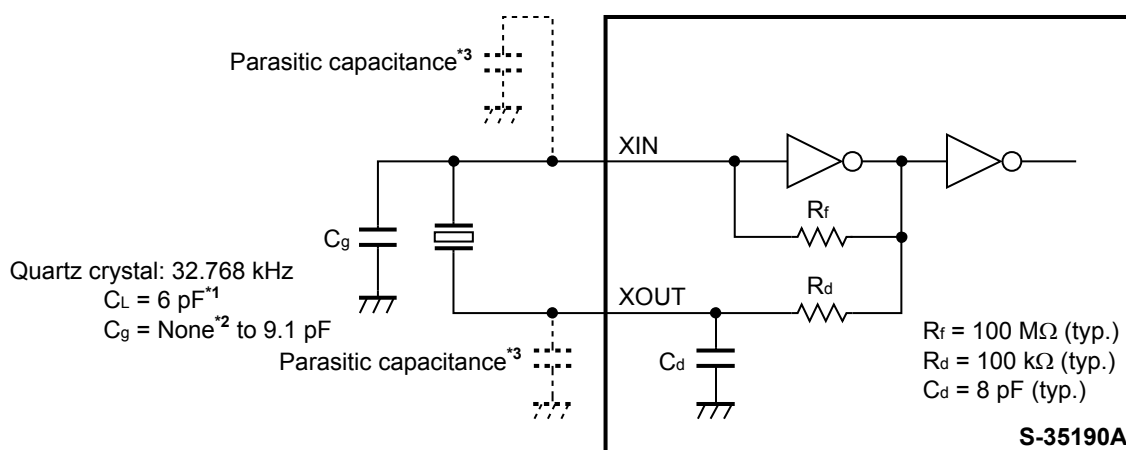 Parasitic capacitance*3
XIN
Rf
Cg
Quartz crystal: 32.768 kHz
CL = 6 pF*1
Cg = None*2 to 9.1 pF
XOUT
Rd
Parasitic capacitance*3
Cd
Rf = 100 MΩ (typ.)
Rd = 100 kΩ (typ.)
Cd = 8 pF (typ.)
S-35190A